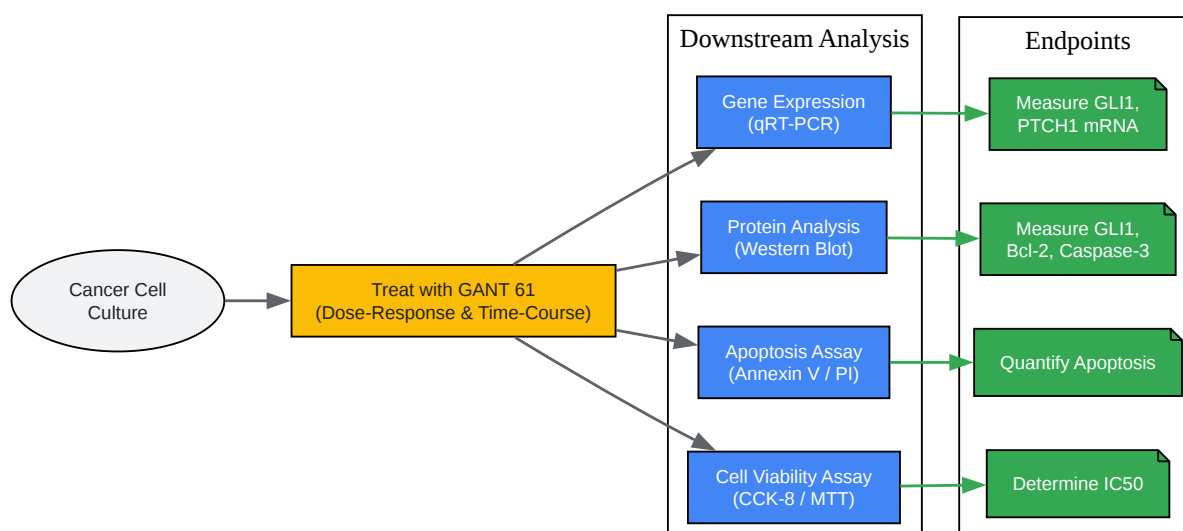 Downstream Analysis
Endpoints
Gene Expression
(qRT-PCR)
Measure GLI1,
PTCH1 mRNA
Protein Analysis
(Western Blot)
Measure GLI1,
Bcl-2, Caspase-3
Cancer Cell
Culture
Treat with GANT 61
(Dose-Response & Time-Course)
Apoptosis Assay
(Annexin V / PI)
Quantify Apoptosis
Cell Viability Assay
(CCK-8 / MTT)
Determine IC50